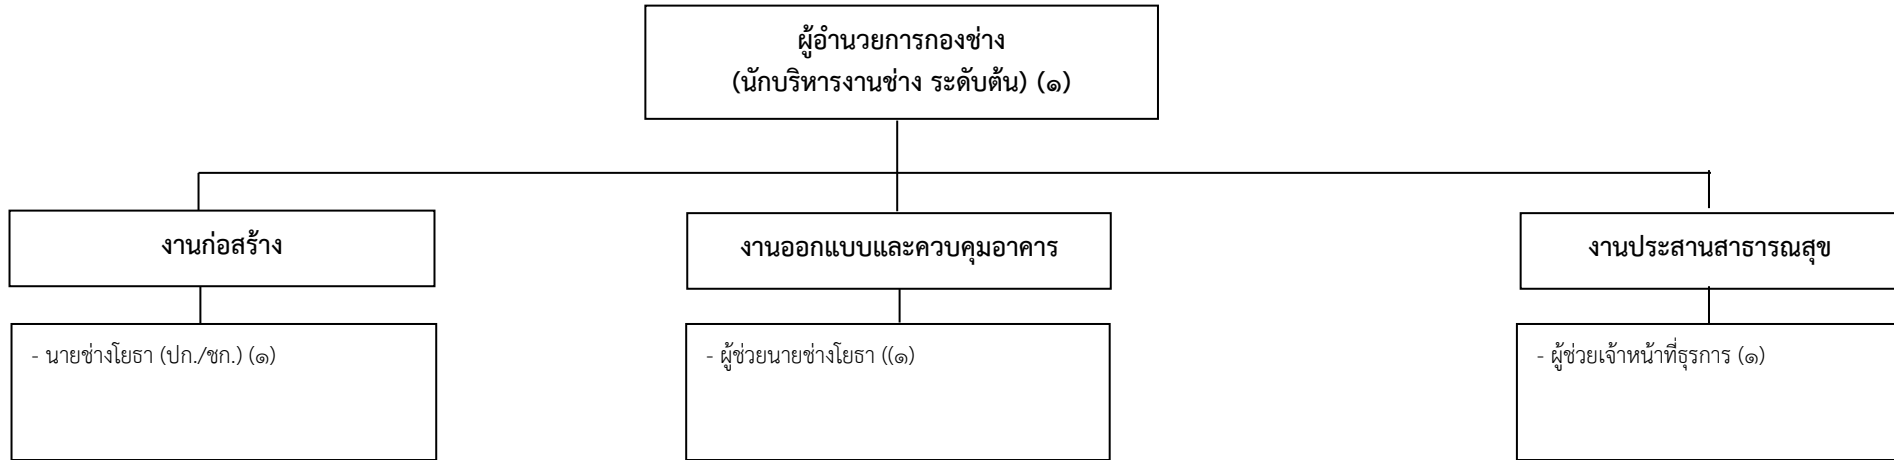 ผู้อำนวยการกองช่าง
(นักบริหารงานช่าง ระดับต้น) (๑)
งานก่อสร้าง
งานออกแบบและควบคุมอาคาร
งานประสานสาธารณสุข
- นายช่างโยธา (ปก./ชก.) (๑)
- ผู้ช่วยนายช่างโยธา ((๑)
- ผู้ช่วยเจ้าหน้าที่ธุรการ (๑)